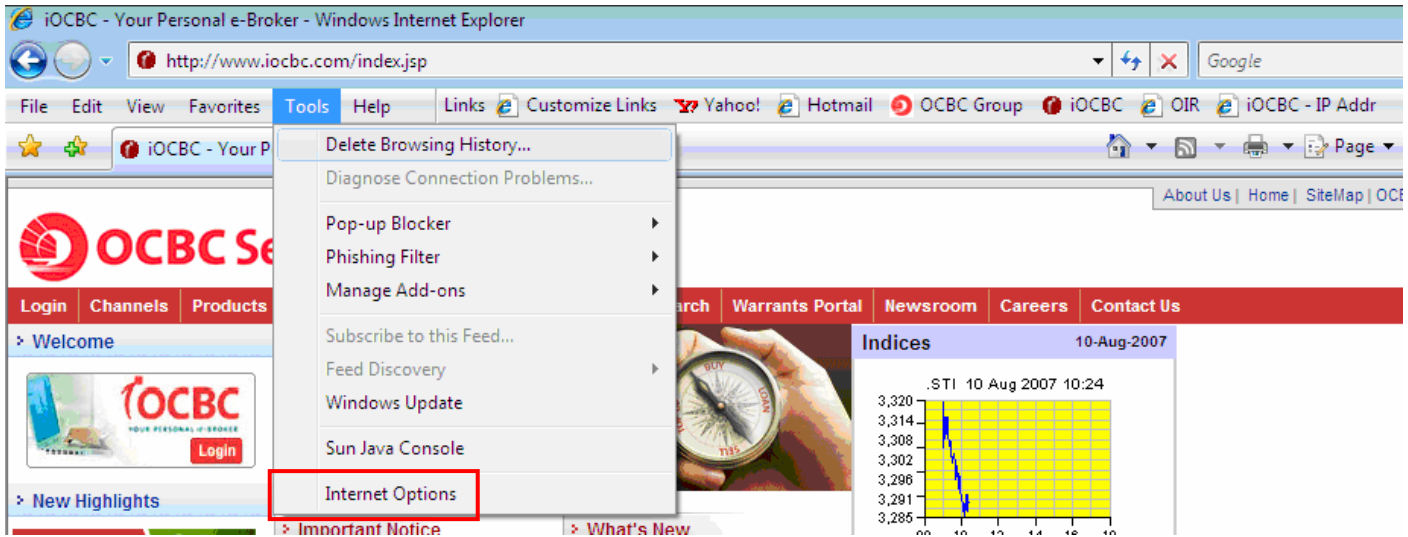 iOCBC - Your Personal e-Broker - Windows Internet Explorer
http://www.iocbc.com/index.jsp
Google
File Edit View Favorites Tools Help Links Customize Links Yahoo! Hotmail OCBC Group iOCBC OIR iOCBC - IP Addr
iOCBC - Your P
Page
Delete Browsing History...
Diagnose Connection Problems...
Pop-up Blocker
Phishing Filter
Manage Add-ons
Subscribe to this Feed...
Feed Discovery
Windows Update
Sun Java Console
Internet Options
About Us | Home | SiteMap | OCB
OCBC Se
Login Channels Products arch Warrants Portal Newsroom Careers Contact Us
Welcome
iOCBC
YOUR PERSONAL e-BROKER
Login
New Highlights
Important Notice
What's New
BUY
LOAN
SELL
Indices 10-Aug-2007
.STI 10 Aug 2007 10:24
3,320
3,314
3,308
3,302
3,296
3,291
3,285